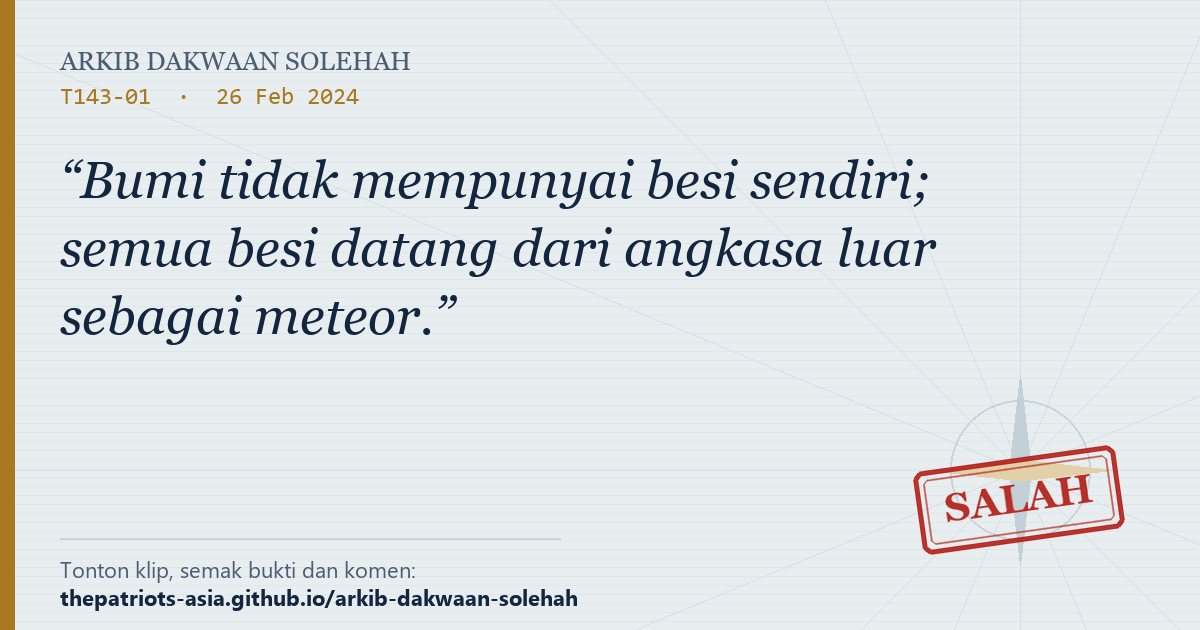 ARKIB DAKWAAN SOLEHAH
T143-01 · 26 Feb 2024
“Bumi tidak mempunyai besi sendiri;
semua besi datang dari angkasa luar
sebagai meteor.”
SALAH
Tonton klip, semak bukti dan komen:
thepatriots-asia.github.io/arkib-dakwaan-solehah